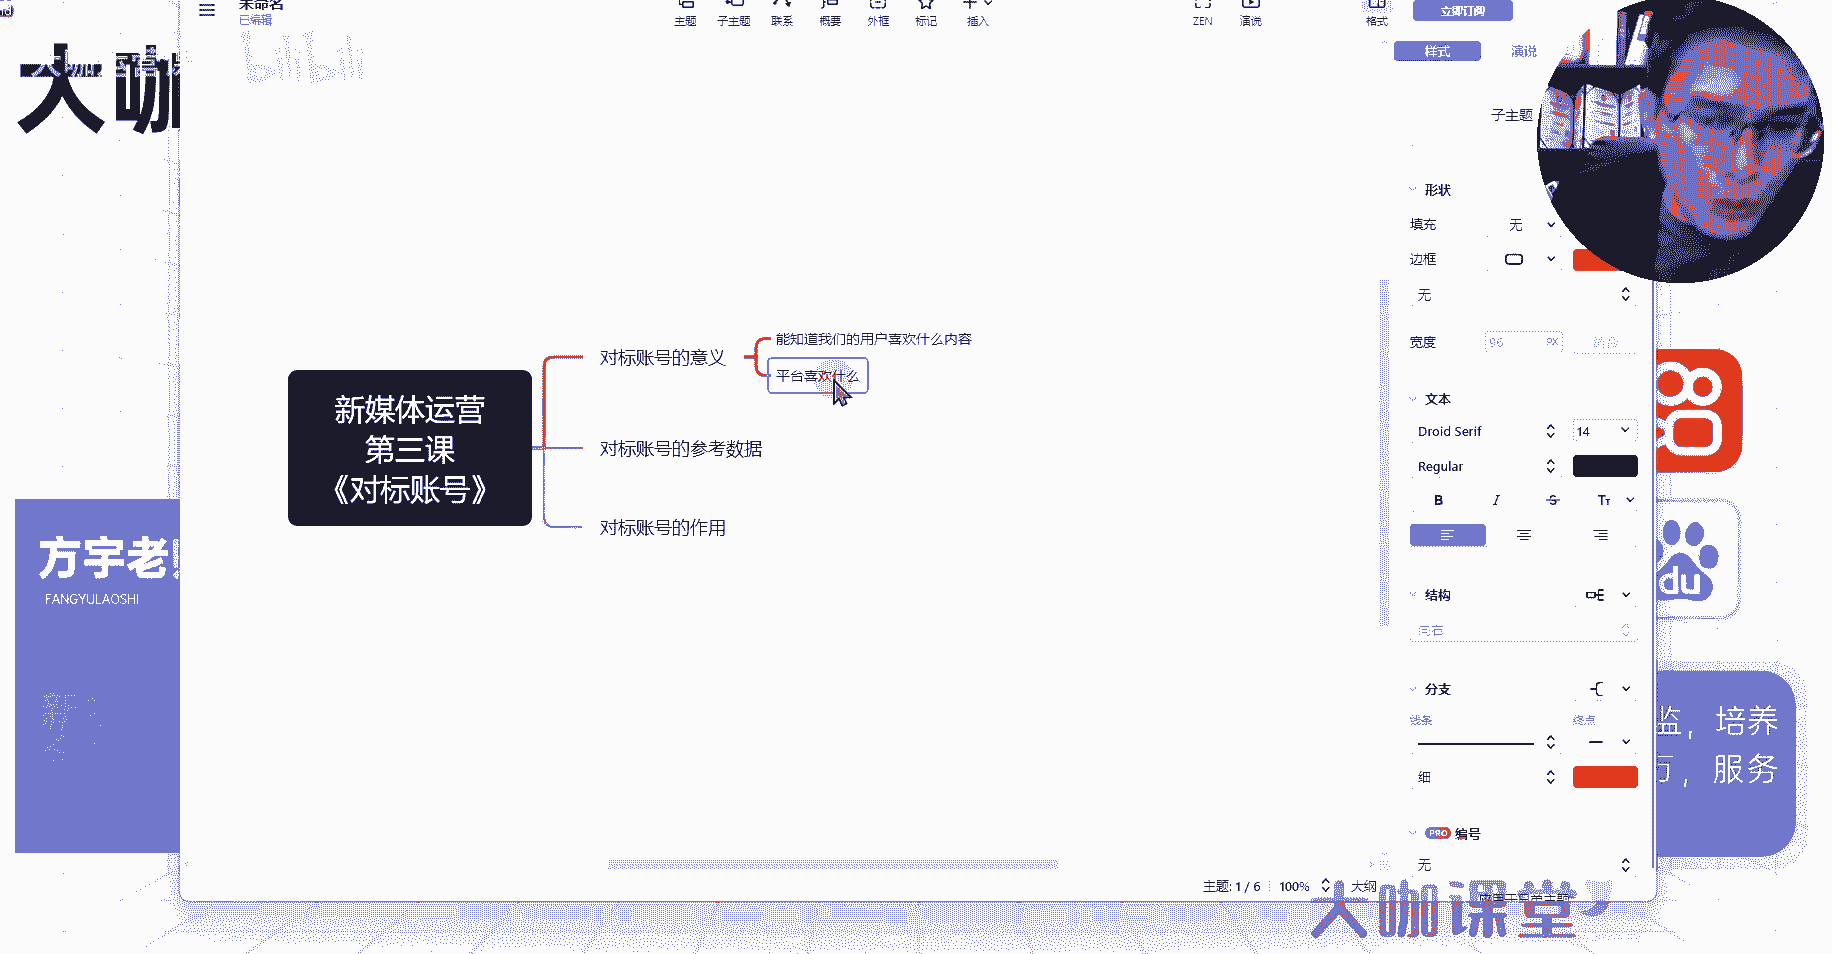 未命名
已编辑
主题
子主题
联系
概要
外框
标记
插入
ZEN
演说
格式
立即订阅
bilibili
大咖
样式
演说
子主题
形状
填充
无
边框
无
宽度
96
PX
文本
Droid Serif
14
Regular
B
I
S
Tт
结构
向右
分支
线条
终点
细
PRO 编号
无
能知道我们的用户喜欢什么内容
对标账号的意义
平台喜欢什么
新媒体运营
第三课
《对标账号》
对标账号的参考数据
对标账号的作用
方宇老
FANGYULAOSHI
du
监，培养
万，服务
主题: 1 / 6
100%
大纲
大咖课堂